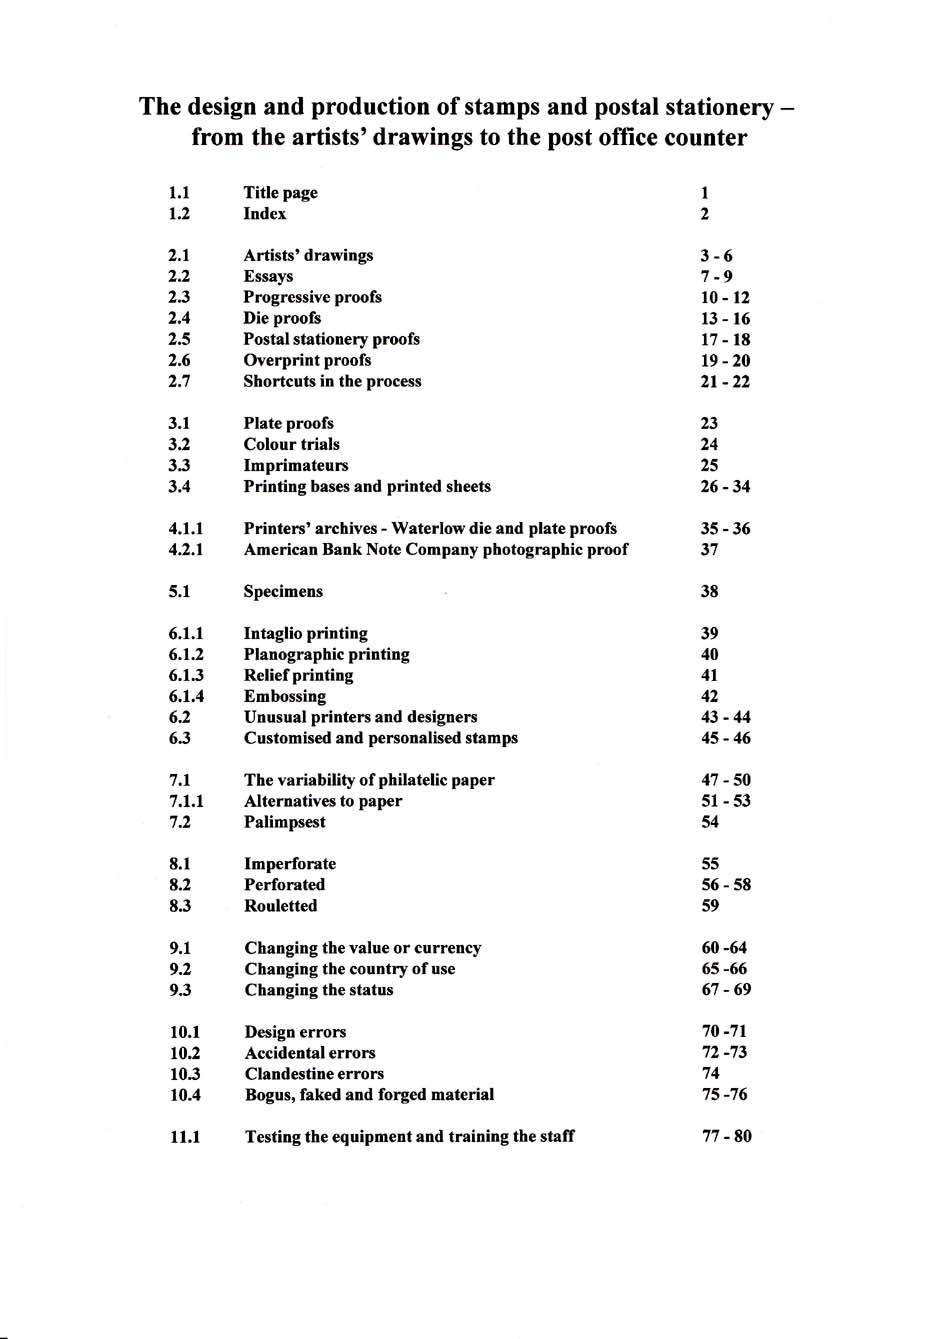 The design and production of stamps and postal stationery –
from the artists' drawings to the post office counter
1.1 Title page 1
1.2 Index 2
2.1 Artists' drawings 3 - 6
2.2 Essays 7 - 9
2.3 Progressive proofs 10 - 12
2.4 Die proofs 13 - 16
2.5 Postal stationery proofs 17 - 18
2.6 Overprint proofs 19 - 20
2.7 Shortcuts in the process 21 - 22
3.1 Plate proofs 23
3.2 Colour trials 24
3.3 Imprimateurs 25
3.4 Printing bases and printed sheets 26 - 34
4.1.1 Printers' archives - Waterlow die and plate proofs 35 - 36
4.2.1 American Bank Note Company photographic proof 37
5.1 Specimens 38
6.1.1 Intaglio printing 39
6.1.2 Planographic printing 40
6.1.3 Relief printing 41
6.1.4 Embossing 42
6.2 Unusual printers and designers 43 - 44
6.3 Customised and personalised stamps 45 - 46
7.1 The variability of philatelic paper 47 - 50
7.1.1 Alternatives to paper 51 - 53
7.2 Palimpsest 54
8.1 Imperforate 55
8.2 Perforated 56 - 58
8.3 Rouletted 59
9.1 Changing the value or currency 60 -64
9.2 Changing the country of use 65 -66
9.3 Changing the status 67 - 69
10.1 Design errors 70 -71
10.2 Accidental errors 72 -73
10.3 Clandestine errors 74
10.4 Bogus, faked and forged material 75 -76
11.1 Testing the equipment and training the staff 77 - 80